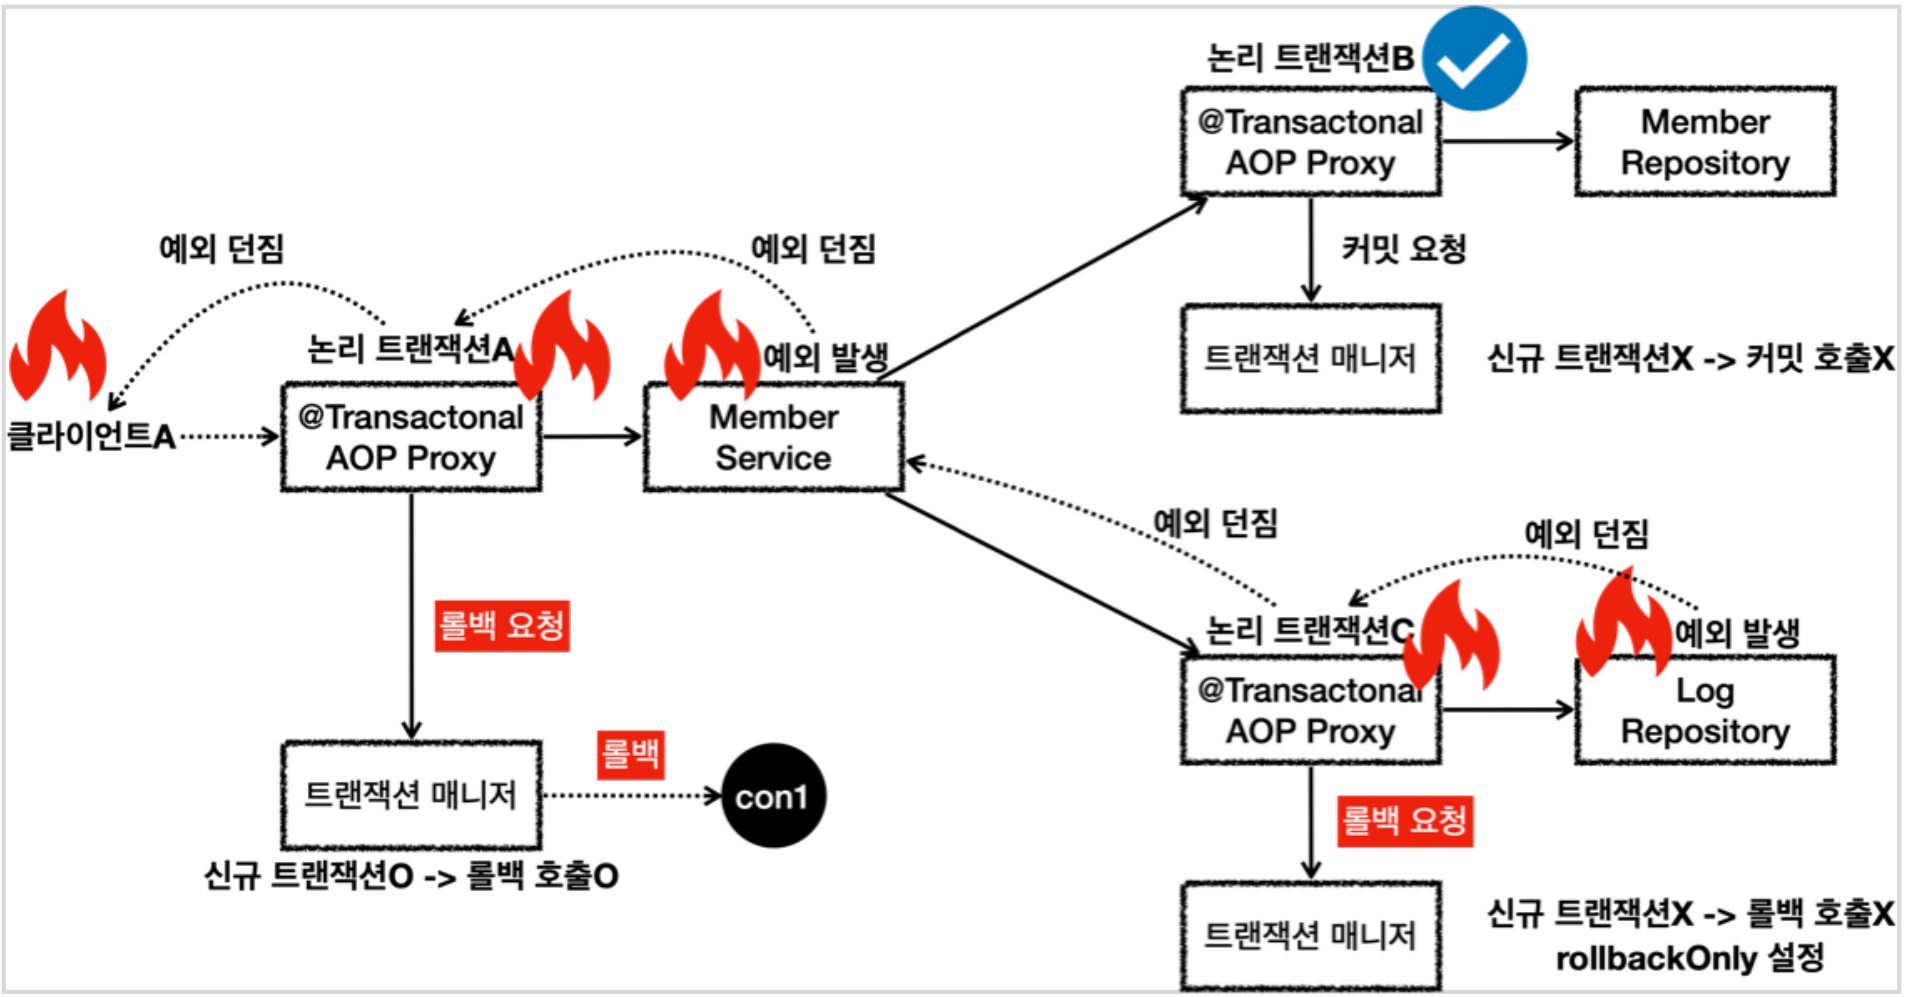 논리 트랜잭션B
@Transactonal
AOP Proxy
Member
Repository
커밋 요청
트랜잭션 매니저
신규 트랜잭션X -> 커밋 호출X
예외 던짐
예외 던짐
논리 트랜잭션A
예외 발생
클라이언트A
@Transactonal
AOP Proxy
Member
Service
예외 던짐
예외 던짐
롤백 요청
논리 트랜잭션C
예외 발생
@Transactonal
AOP Proxy
Log
Repository
롤백
트랜잭션 매니저
con1
신규 트랜잭션O -> 롤백 호출O
롤백 요청
트랜잭션 매니저
신규 트랜잭션X -> 롤백 호출X
rollbackOnly 설정